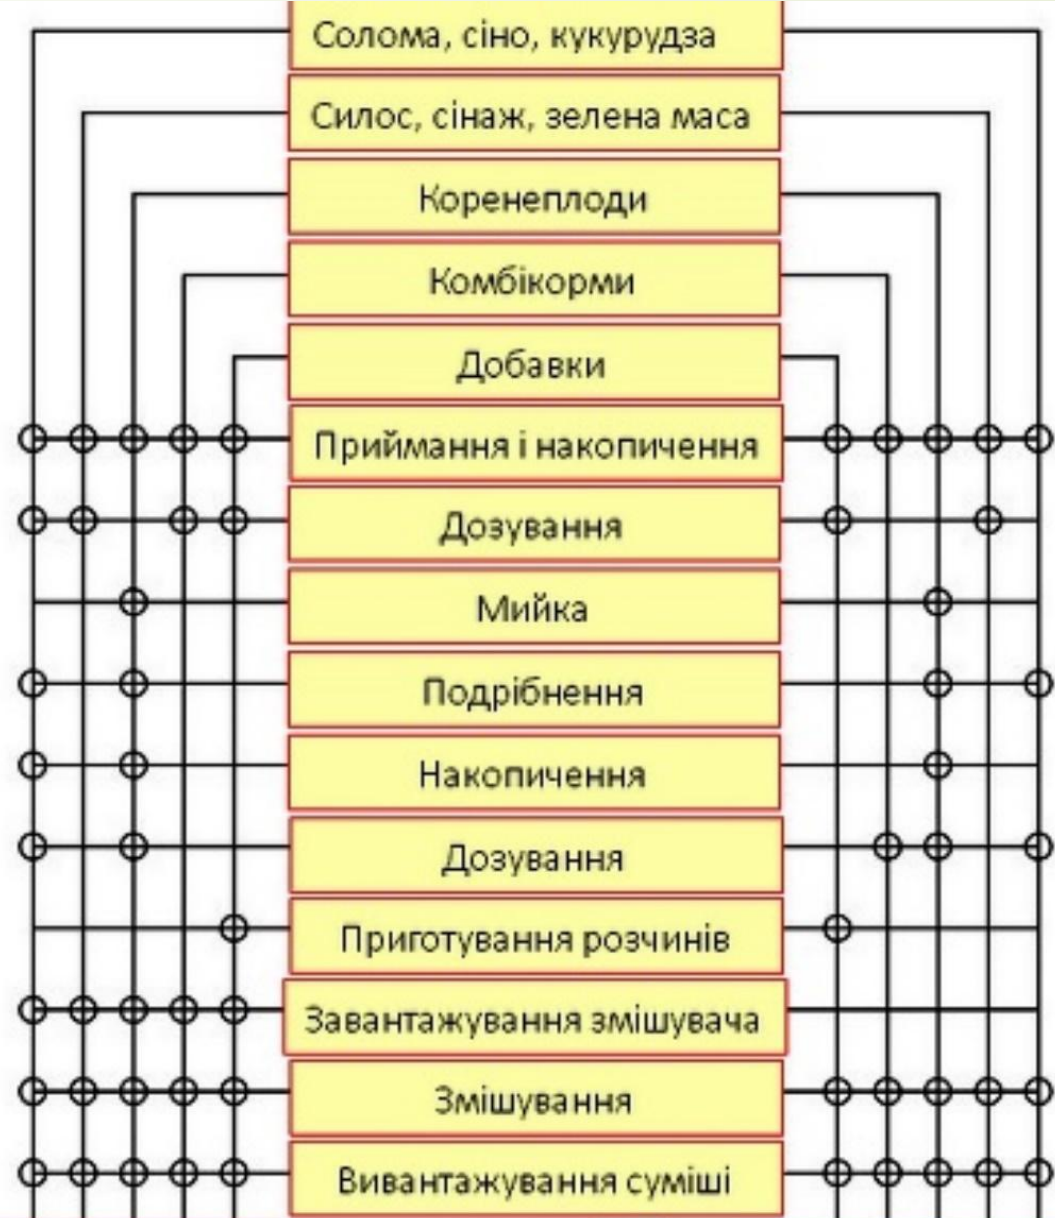 Солома, сіно, кукурудза
Силос, сінаж, зелена маса
Коренеплоди
Комбікорми
Добавки
Приймання і накопичення
Дозування
Мийка
Подрібнення
Накопичення
Дозування
Приготування розчинів
Завантажування змішувача
Змішування
Вивантажування суміші